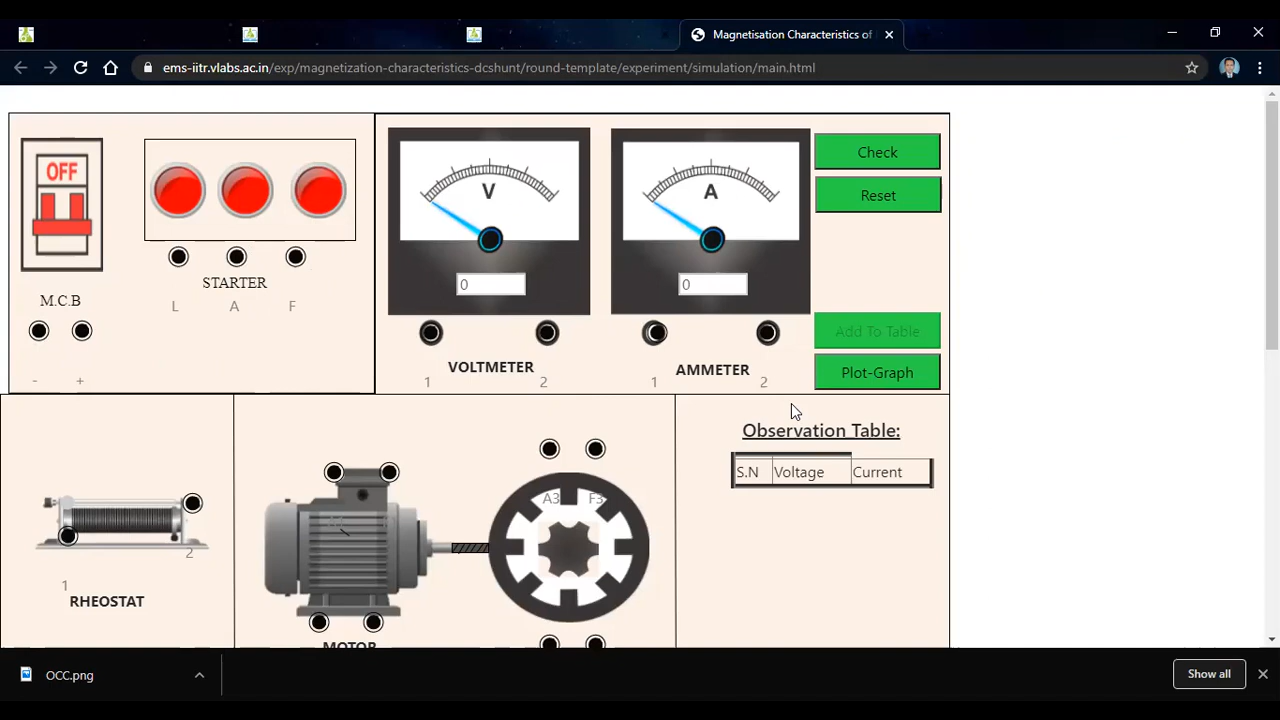 Magnetisation Characteristics of
ems-iitr.vlabs.ac.in/exp/magnetization-characteristics-dcshunt/round-template/experiment/simulation/main.html
OFF
M.C.B
- +
STARTER
L A F
V
0
VOLTMETER
1 2
A
0
AMMETER
1 2
Check
Reset
Add To Table
Plot-Graph
1
2
RHEOSTAT
MOTOR
A3 F3
Observation Table:
S.N Voltage Current
OCC.png
Show all